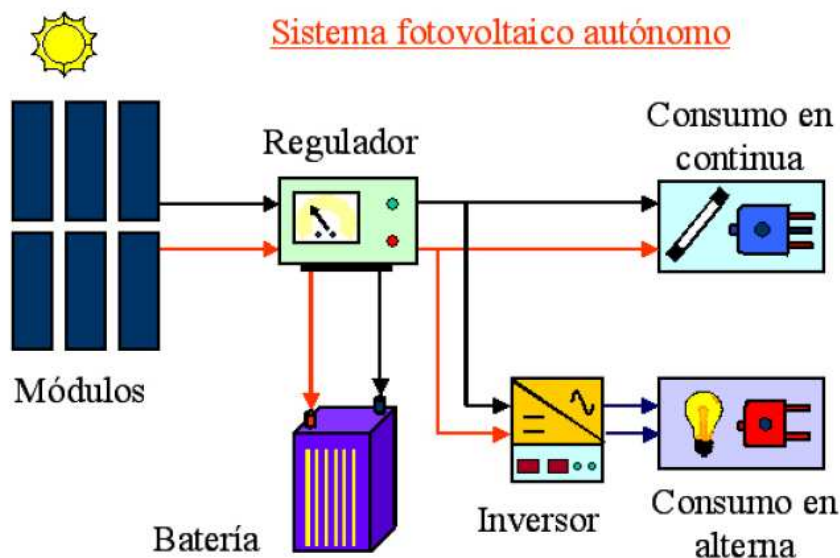 Sistema fotovoltaico autónomo
Regulador
Consumo en
continua
Módulos
Batería
Inversor
Consumo en
alterna